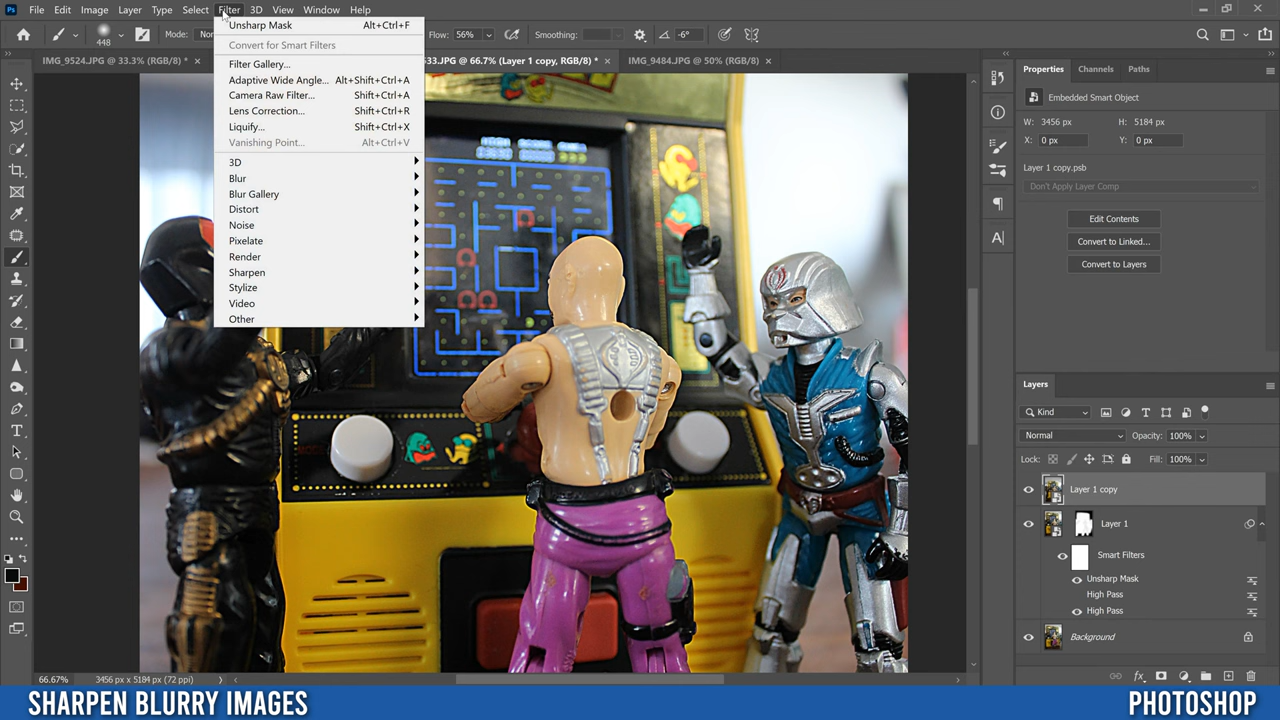 Ps File Edit Image Layer Type Select Filter 3D View Window Help
448 Mode: Nor Flow: 56% Smoothing: -6°
IMG_9524.JPG @ 33.3% (RGB/8) * × 533.JPG @ 66.7% (Layer 1 copy, RGB/8) * × IMG_9484.JPG @ 50% (RGB/8) ×
Unsharp Mask Alt+Ctrl+F
Convert for Smart Filters
Filter Gallery...
Adaptive Wide Angle... Alt+Shift+Ctrl+A
Camera Raw Filter... Shift+Ctrl+A
Lens Correction... Shift+Ctrl+R
Liquify... Shift+Ctrl+X
Vanishing Point... Alt+Ctrl+V
3D
Blur
Blur Gallery
Distort
Noise
Pixelate
Render
Sharpen
Stylize
Video
Other
Properties Channels Paths
Embedded Smart Object
W: 3456 px H: 5184 px
X: 0 px Y: 0 px
Layer 1 copy.psb
Don't Apply Layer Comp
Edit Contents
Convert to Linked...
Convert to Layers
Layers
Kind
Normal Opacity: 100%
Lock: Fill: 100%
Layer 1 copy
Layer 1
Smart Filters
Unsharp Mask
High Pass
High Pass
Background
66.67% 3456 px x 5184 px (72 ppi)
SHARPEN BLURRY IMAGES PHOTOSHOP